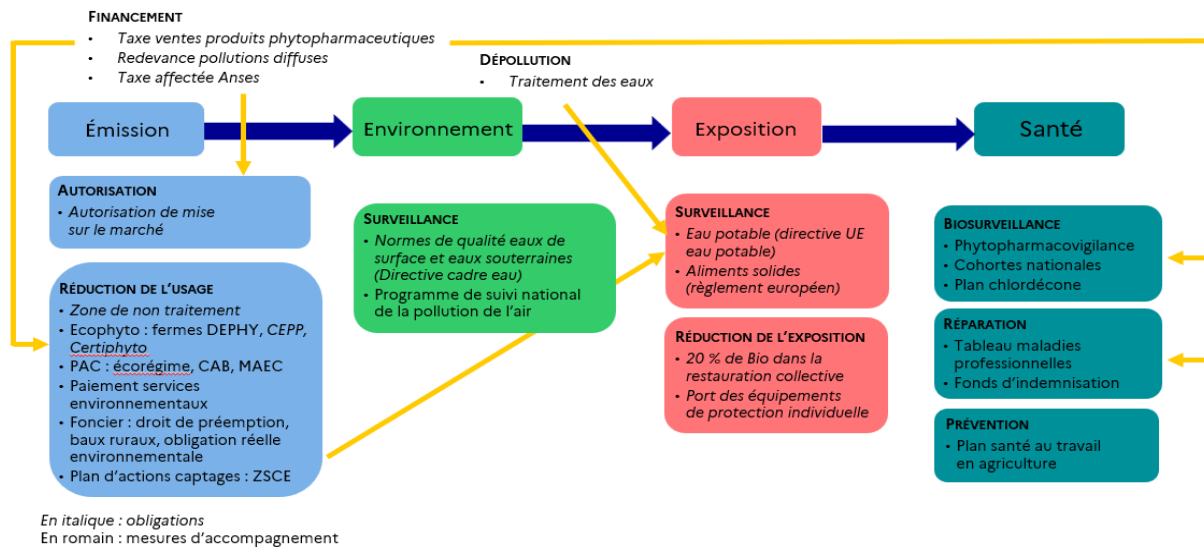 FINANCEMENT
• Taxe ventes produits phytopharmaceutiques
• Redevance pollutions diffuses
• Taxe affectée Anses
DÉPOLLUTION
• Traitement des eaux
Émission
Environnement
Exposition
Santé
AUTORISATION
• Autorisation de mise
sur le marché
RÉDUCTION DE L'USAGE
• Zone de non traitement
• Ecophyto : fermes DEPHY, CEPP,
Certiphyto
• PAC : écorégime, CAB, MAEC
• Paiement services
environnementaux
• Foncier : droit de préemption,
baux ruraux, obligation réelle
environnementale
• Plan d'actions captages : ZSCE
SURVEILLANCE
• Normes de qualité eaux de
surface et eaux souterraines
(Directive cadre eau)
• Programme de suivi national
de la pollution de l'air
SURVEILLANCE
• Eau potable (directive UE
eau potable)
• Aliments solides
(règlement européen)
RÉDUCTION DE L'EXPOSITION
• 20 % de Bio dans la
restauration collective
• Port des équipements
de protection individuelle
BIOSURVEILLANCE
• Phytopharmacovigilance
• Cohortes nationales
• Plan chlordécone
RÉPARATION
• Tableau maladies
professionnelles
• Fonds d'indemnisation
PRÉVENTION
• Plan santé au travail
en agriculture
En italique : obligations
En romain : mesures d'accompagnement